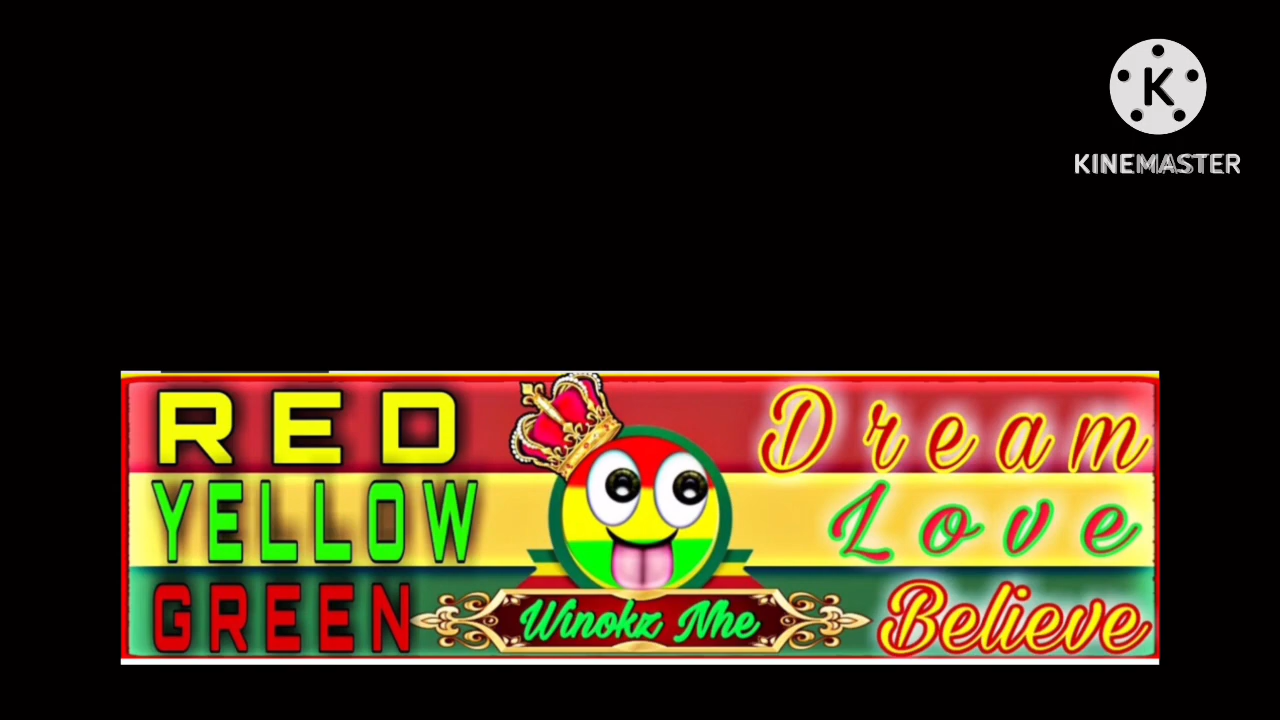 K
KINEMASTER
RED
YELLOW
GREEN
Dream
Love
Believe
Winokz Nhe